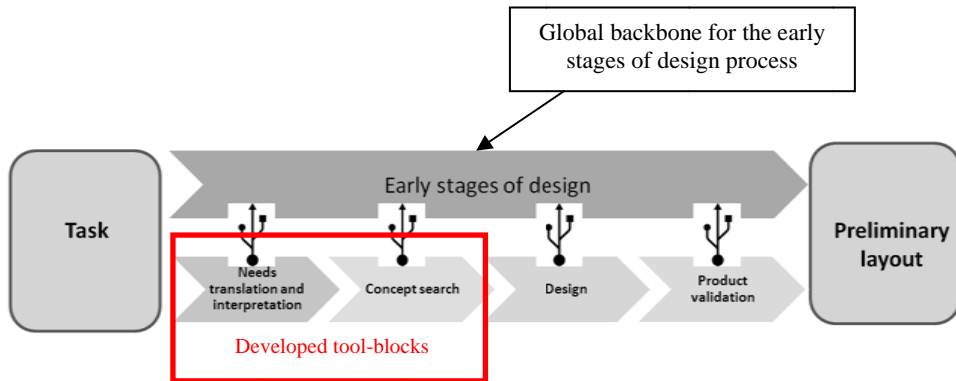 Global backbone for the early
stages of design process
Early stages of design
Task
Needs
translation and
interpretation
Concept search
Design
Product
validation
Preliminary
layout
Developed tool-blocks